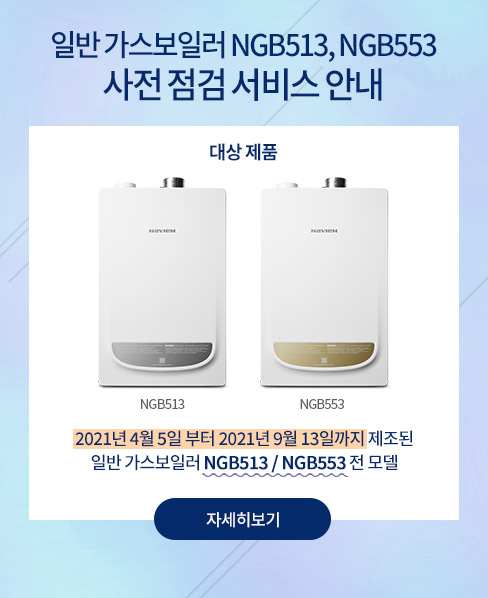 일반 가스보일러 NGB513, NGB553
사전 점검 서비스 안내
대상 제품
NAVIEN
NAVIEN
NGB513
NGB553
2021년 4월 5일 부터 2021년 9월 13일까지 제조된
일반 가스보일러 NGB513 / NGB553 전 모델
자세히보기